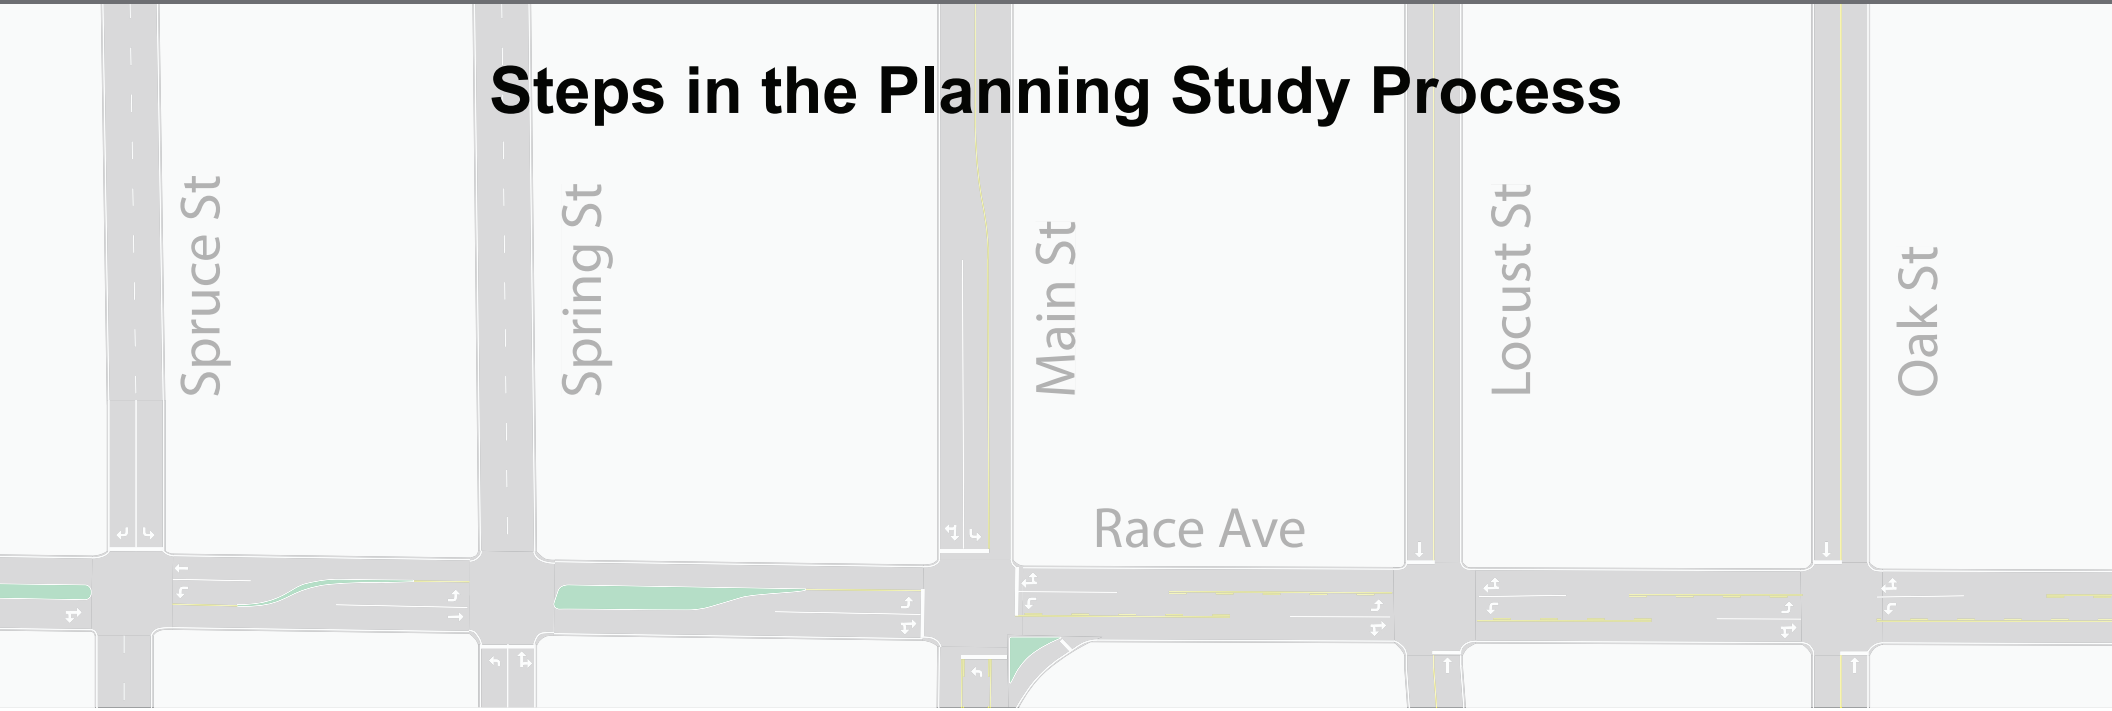 Steps in the Planning Study Process
Spruce St
Spring St
Main St
Locust St
Oak St
Race Ave